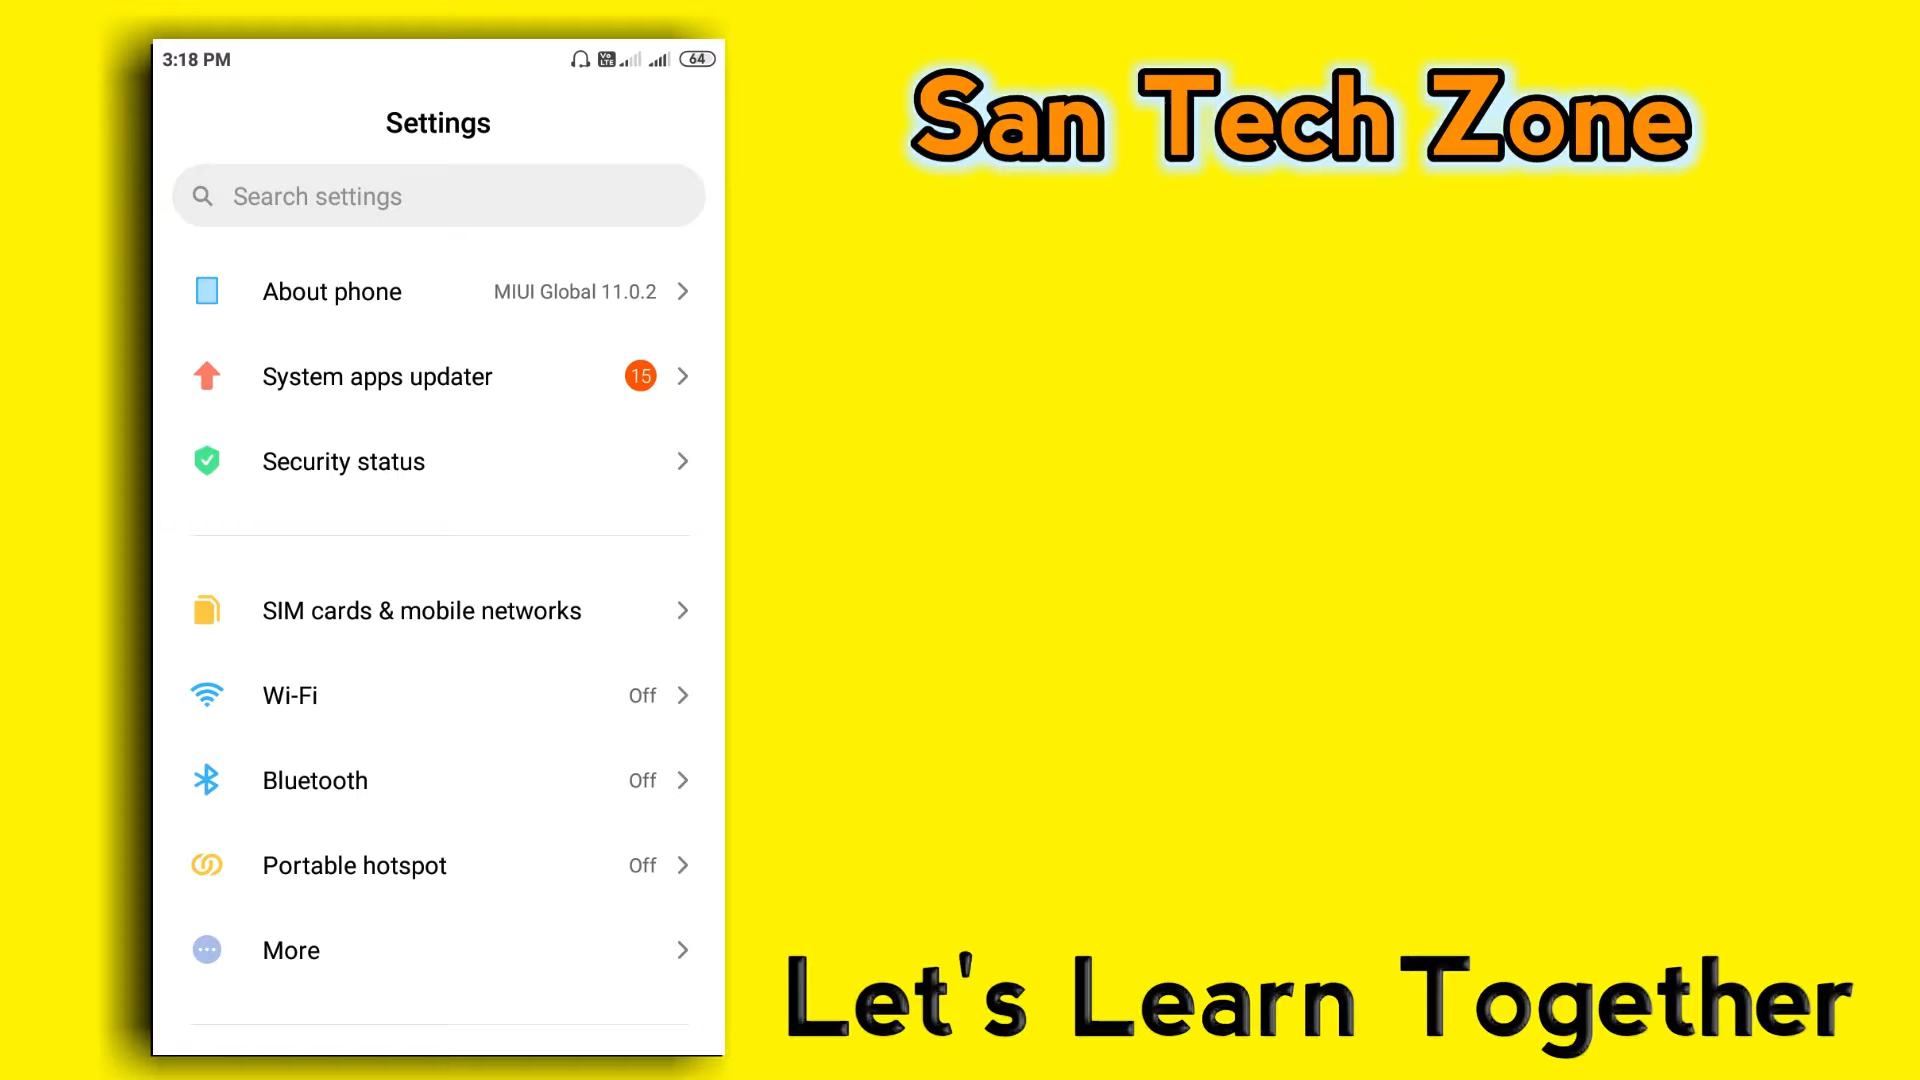 3:18 PM
Vo LTE
64
Settings
Search settings
About phone MIUI Global 11.0.2
System apps updater 15
Security status
SIM cards & mobile networks
Wi-Fi Off
Bluetooth Off
Portable hotspot Off
More
San Tech Zone
Let's Learn Together